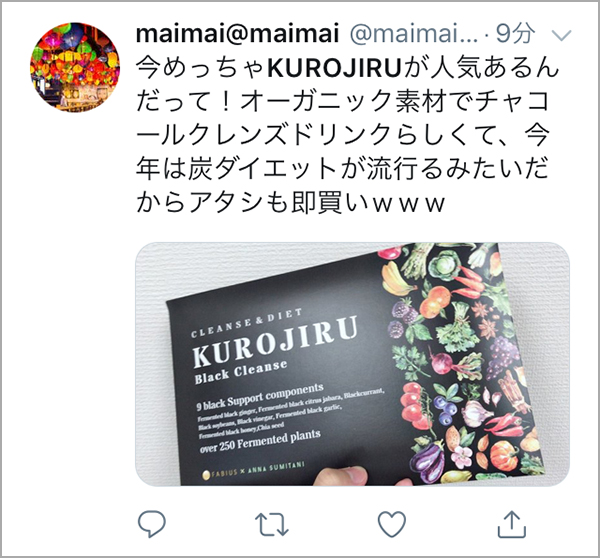 maimai@maimai @maimai... · 9分
今めっちゃKUROJIRUが人気あるん
だって！オーガニック素材でチャコ
ールクレンズドリンクらしくて、今
年は炭ダイエットが流行るみたいだ
からアタシも即買いｗｗｗ
CLEANSE & DIET
KUROJIRU
Black Cleanse
9 black Support components
Fermented black ginger, Fermented black citrus jabara, Blackcurrant,
Black soybeans, Black vinegar, Fermented black garlic,
Fermented black honey,Chia seed
over 250 Fermented plants
FABIUS × ANNA SUMITANI